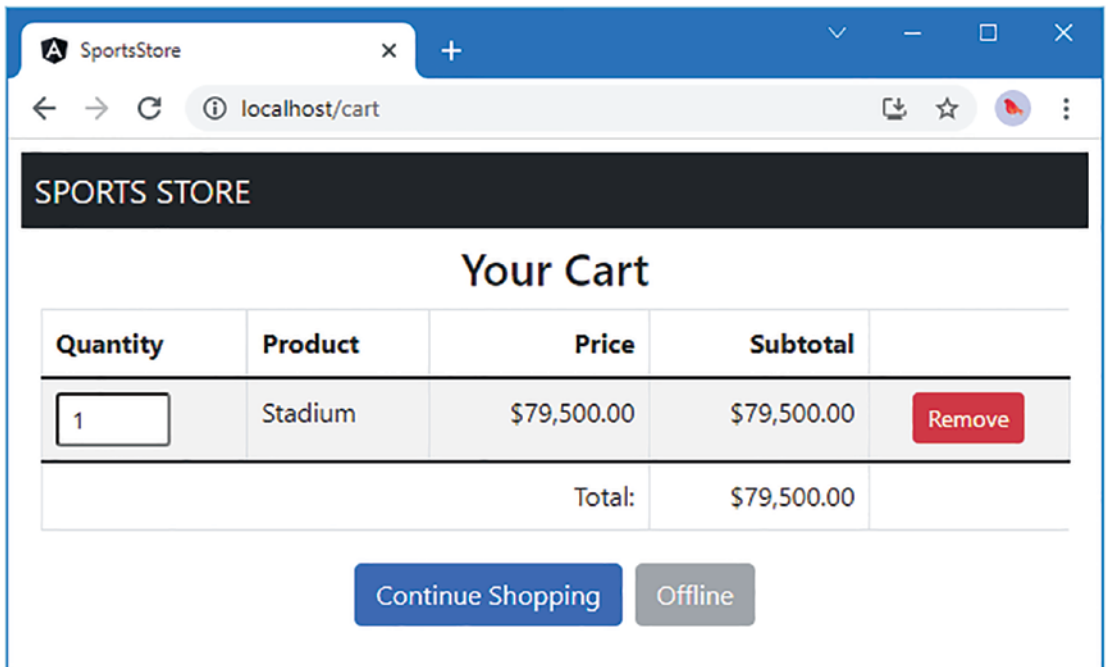 SportsStore
localhost/cart
SPORTS STORE
Your Cart
Quantity Product Price Subtotal
1 Stadium $79,500.00 $79,500.00 Remove
Total: $79,500.00
Continue Shopping Offline